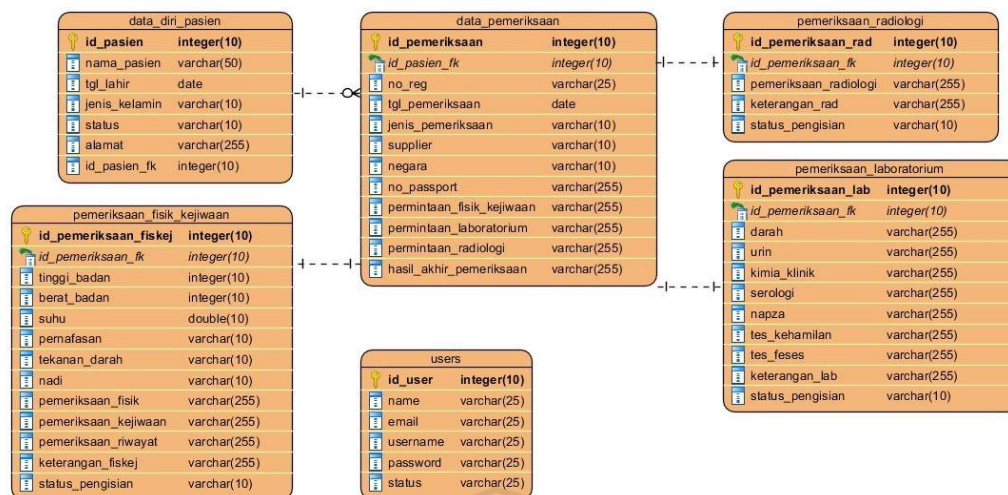 data_diri_pasien
id_pasien integer(10)
nama_pasien varchar(50)
tgl_lahir date
jenis_kelamin varchar(10)
status varchar(10)
alamat varchar(255)
id_pasien_fk integer(10)
data_pemeriksaan
id_pemeriksaan integer(10)
id_pasien_fk integer(10)
no_reg varchar(25)
tgl_pemeriksaan date
jenis_pemeriksaan varchar(10)
supplier varchar(10)
negara varchar(10)
no_passport varchar(255)
permintaan_fisik_kejiwaan varchar(255)
permintaan_laboratorium varchar(255)
permintaan_radiologi varchar(255)
hasil_akhir_pemeriksaan varchar(255)
pemeriksaan_radiologi
id_pemeriksaan_rad integer(10)
id_pemeriksaan_fk integer(10)
pemeriksaan_radiologi varchar(255)
keterangan_rad varchar(255)
status_pengisian varchar(10)
pemeriksaan_laboratorium
id_pemeriksaan_lab integer(10)
id_pemeriksaan_fk integer(10)
darah varchar(255)
urin varchar(255)
kimia_klinik varchar(255)
serologi varchar(255)
napza varchar(255)
tes_kehamilan varchar(255)
tes_feses varchar(255)
keterangan_lab varchar(255)
status_pengisian varchar(10)
pemeriksaan_fisik_kejiwaan
id_pemeriksaan_fiskej integer(10)
id_pemeriksaan_fk integer(10)
tinggi_badan integer(10)
berat_badan integer(10)
suhu double(10)
pernafasan varchar(10)
tekanan_darah varchar(10)
nadi varchar(10)
pemeriksaan_fisik varchar(255)
pemeriksaan_kejiwaan varchar(255)
pemeriksaan_riwayat varchar(255)
keterangan_fiskej varchar(255)
status_pengisian varchar(10)
users
id_user integer(10)
name varchar(25)
email varchar(25)
username varchar(25)
password varchar(25)
status varchar(25)